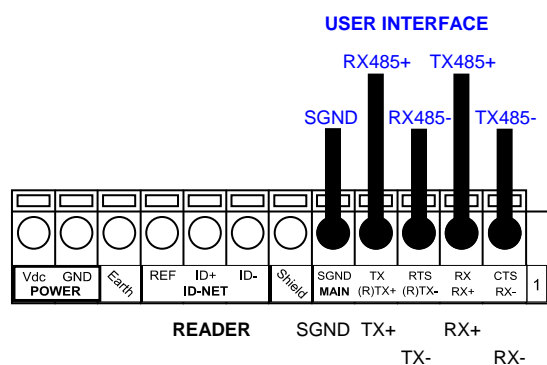 USER INTERFACE
RX485+ TX485+
SGND RX485- TX485-
Vdc GND Earth REF ID+ ID- Shield SGND TX RTS RX CTS 1
POWER ID-NET MAIN (R)TX+ (R)TX- RX+ RX-
READER SGND TX+ RX+
TX- RX-